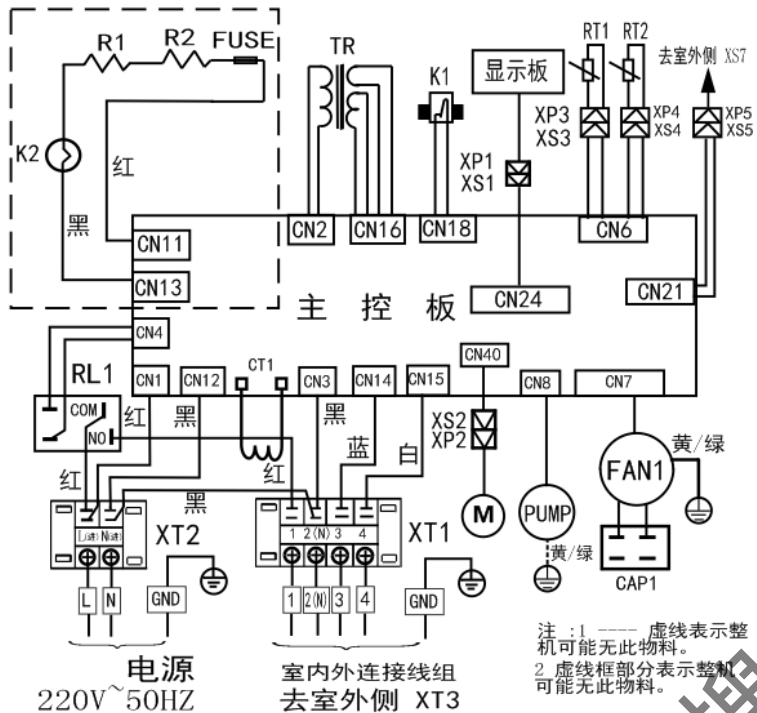 R1 R2 FUSE
TR
K1
显示板
RT1 RT2
去室外侧 XS7
XP3
XS3
XP4
XS4
XP5
XS5
K2
红
黑
XP1
XS1
CN11
CN13
CN2
CN16
CN18
CN6
CN24
CN21
主控板
CN4
CN1
CN12
CT1
CN3
CN14
CN15
CN40
CN8
CN7
RL1
COM
NO
红
黑
红
黑
红
黑
蓝
白
XS2
XP2
M
PUMP
黄/绿
FAN1
黄/绿
CAP1
L(进) N(进)
XT2
1 2(N) 3 4
XT1
L N
GND
1 2(N) 3 4
GND
电源
220V~50HZ
室内外连接线组
去室外侧 XT3
注:1 ---- 虚线表示整
机可能无此物料。
2 虚线框部分表示整机
可能无此物料。